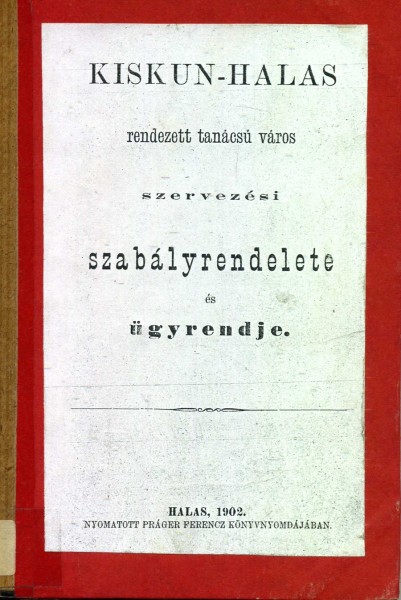 KISKUN-HALAS
rendezett tanácsú város
szervezési
szabályrendelete
és
ügyrendje.
HALAS, 1902.
NYOMATOTT PRÁGER FERENCZ KÖNYVNYOMDÁJÁBAN.